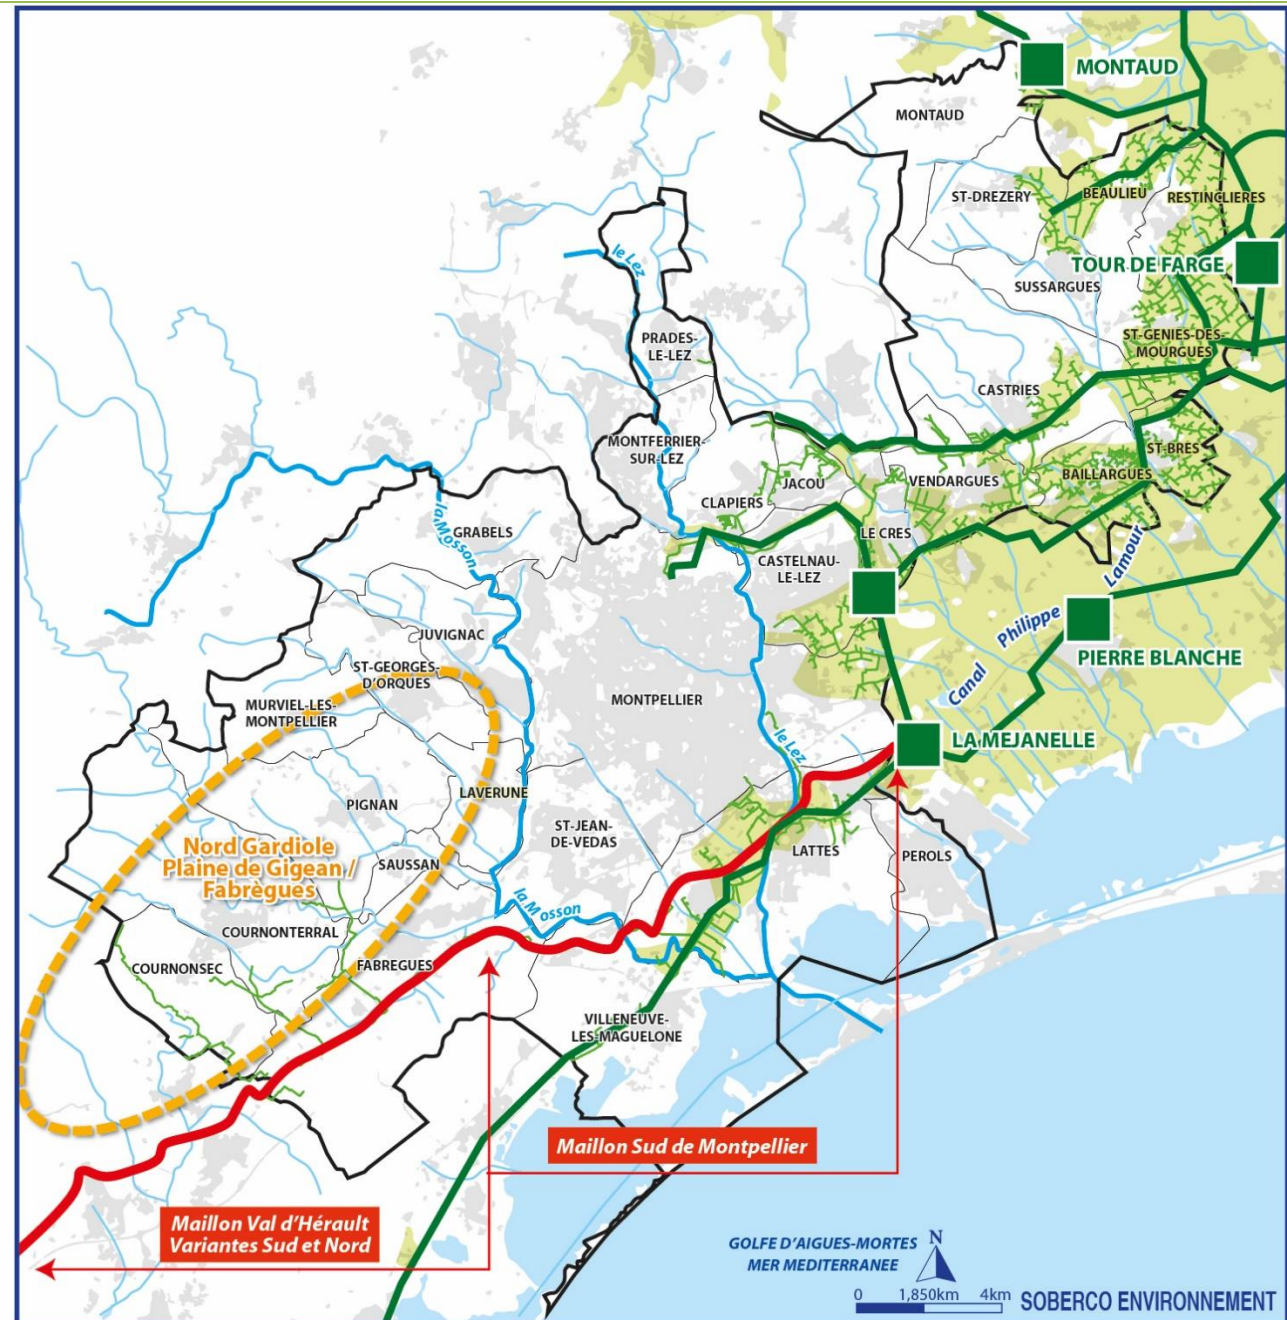 MONTAUD
MONTAUD
ST-DREZERY
BEAULIEU
RESTINCLIERES
le Lez
TOUR DE FARGE
SUSSARGUES
PRADES-
LE-LEZ
ST-GENIES-DES-
MOURGUES
CASTRIES
MONTFERRIER-
SUR-LEZ
ST-BRES
BAILLARGUES
JACOU
VENDARGUES
CLAPIERS
la Mosson
GRABELS
LE CRES
CASTELNAU-
LE-LEZ
Canal Philippe Lamour
JUVIGNAC
PIERRE BLANCHE
ST-GEORGES-
D'ORQUES
MURVIEL-LES-
MONTPELLIER
MONTPELLIER
LA MEJANELLE
le Lez
LAVERUNE
PIGNAN
ST-JEAN-
DE-VEDAS
LATTES
PEROLS
Nord Gardiole
Plaine de Gigean /
Fabrègues
SAUSSAN
la Mosson
COURNONTERRAL
COURNONSEC
FABREGUES
VILLENEUVE-
LES-MAGUELONE
Maillon Sud de Montpellier
Maillon Val d'Hérault
Variantes Sud et Nord
GOLFE D'AIGUES-MORTES
MER MEDITERRANEE
N
0 1,850km 4km
SOBERCO ENVIRONNEMENT